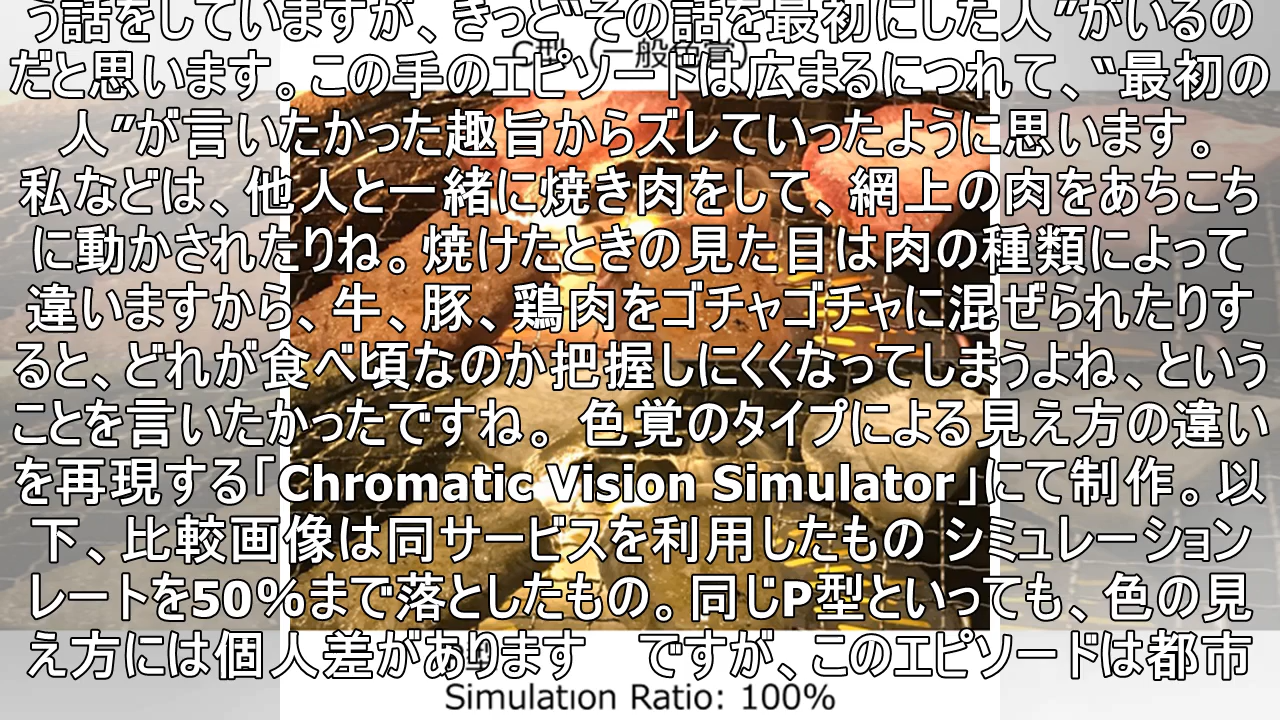 C型（一般色覚）
う話をしていますが、きっと“その話を最初にした人”がいるの
だと思います。この手のエピソードは広まるにつれて、“最初の
人”が言いたかった趣旨からズレていったように思います。
私などは、他人と一緒に焼き肉をして、網上の肉をあちこち
に動かされたりね。焼けたときの見た目は肉の種類によって
違いますから、牛、豚、鶏肉をゴチャゴチャに混ぜられたりす
ると、どれが食べ頃なのか把握しにくくなってしまうよね、という
ことを言いたかったですね。 色覚のタイプによる見え方の違い
を再現する「Chromatic Vision Simulator」にて制作。以
下、比較画像は同サービスを利用したもの シミュレーション
レートを50％まで落としたもの。同じP型といっても、色の見
え方には個人差があります　ですが、このエピソードは都市
Simulation Ratio: 100%